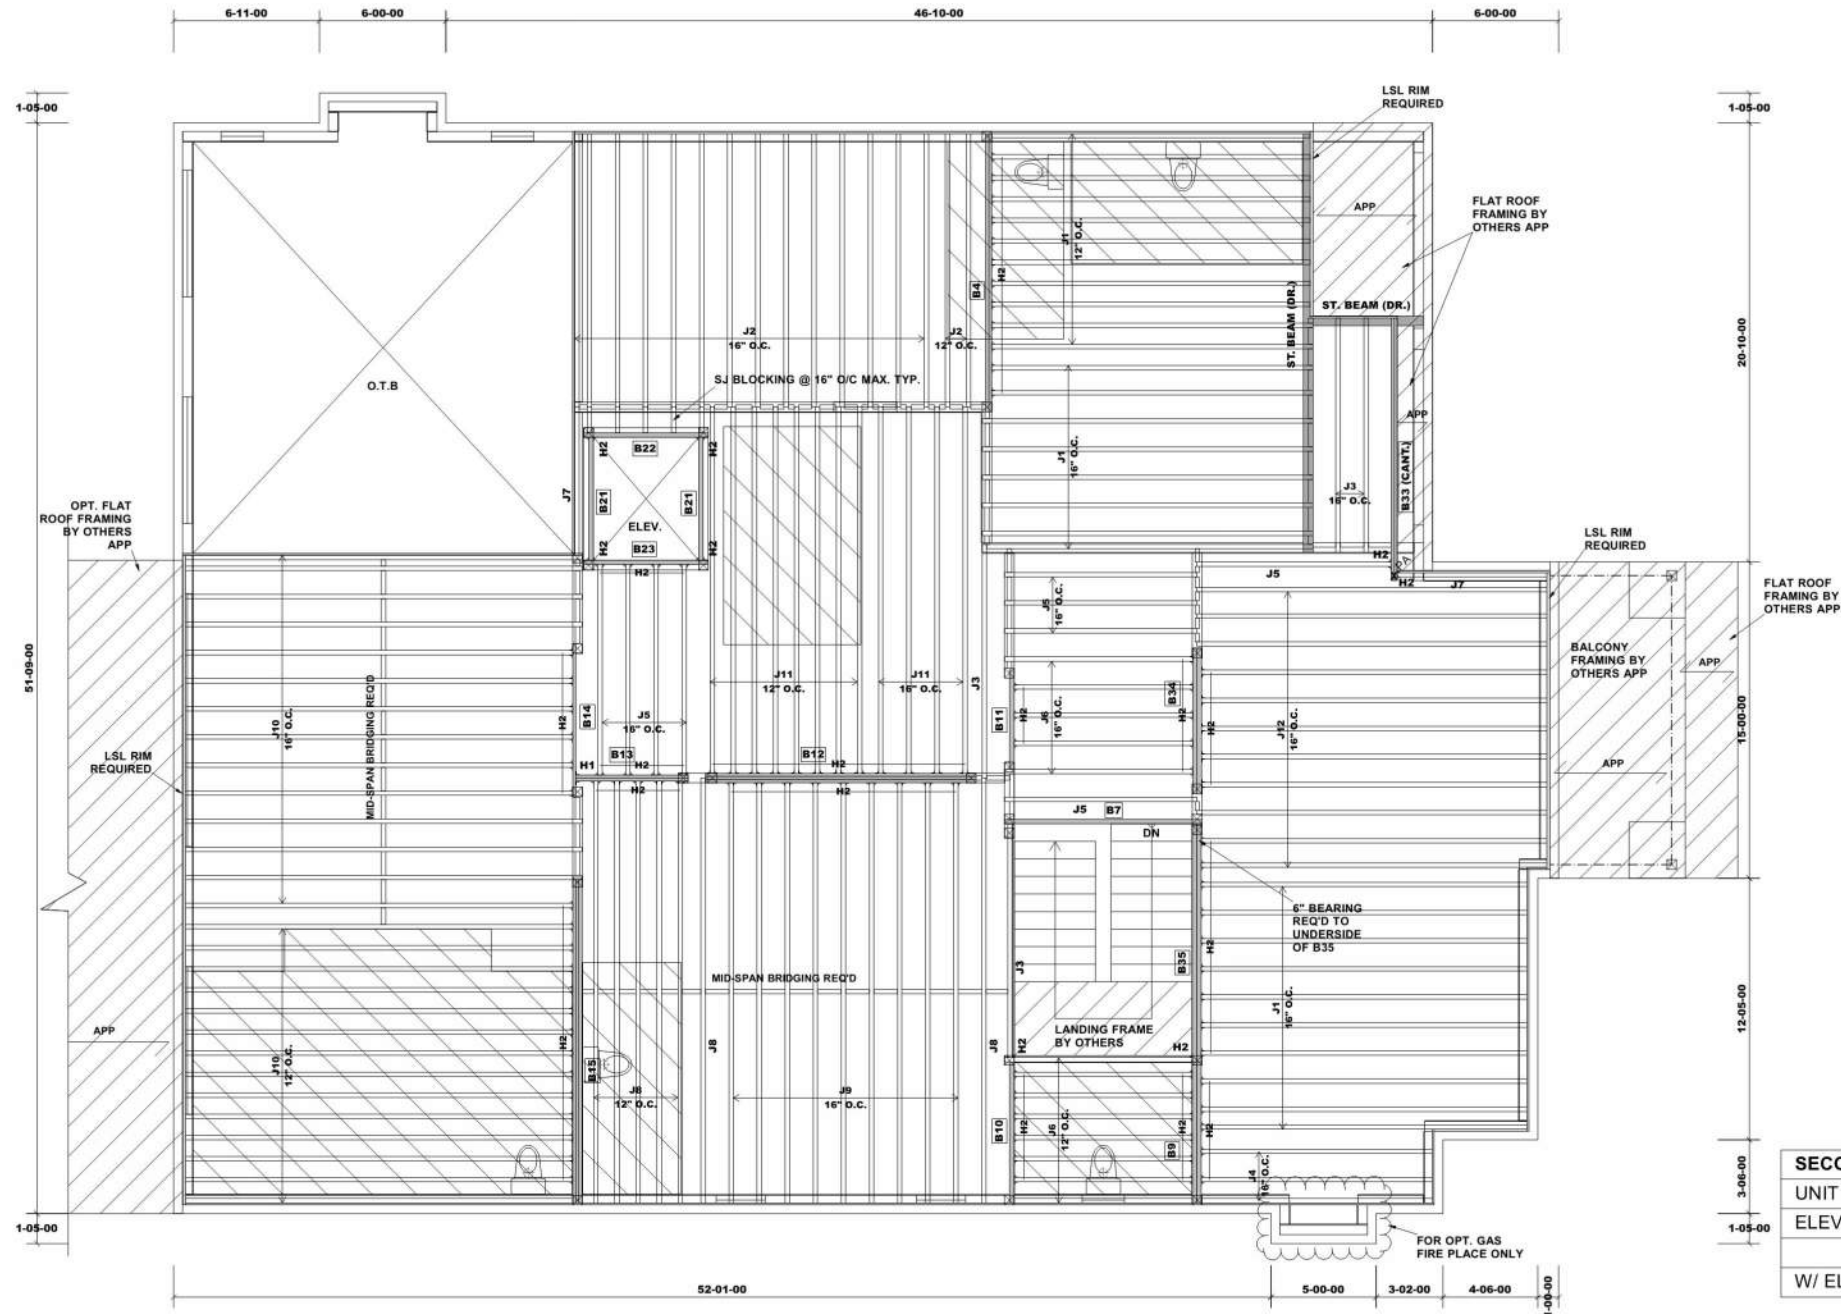 6-11-00
6-00-00
46-10-00
6-00-00
1-05-00
LSL RIM
REQUIRED
1-05-00
APP
FLAT ROOF
FRAMING BY
OTHERS APP
J1
12" O.C.
H2
B4
ST. BEAM (DR.)
ST. BEAM (DR.)
20-10-00
J2
16" O.C.
J2
12" O.C.
O.T.B
SJ BLOCKING @ 16" O/C MAX. TYP.
APP
J1
16" O.C.
H2
B22
H2
J3
16" O.C.
B33 (CANT.)
J7
B21
B21
ELEV.
H2
B23
H2
H2
OPT. FLAT
ROOF FRAMING
BY OTHERS
APP
LSL RIM
REQUIRED
H2
PA
H2
J7
J5
FLAT ROOF
FRAMING BY
OTHERS APP
J5
16" O.C.
51-09-00
BALCONY
FRAMING BY
OTHERS APP
APP
J11
12" O.C.
J11
16" O.C.
J3
B34
J10
16" O.C.
MID-SPAN BRIDGING REQ'D
H2
B14
J5
16" O.C.
B11
H2
J6
16" O.C.
H2
H2
J12
16" O.C.
15-00-00
LSL RIM
REQUIRED
B13
B12
H1
H2
H2
APP
H2
H2
J5
B7
DN
6" BEARING
REQ'D TO
UNDERSIDE
OF B35
H2
B35
MID-SPAN BRIDGING REQ'D
J3
J1
16" O.C.
12-05-00
APP
LANDING FRAME
BY OTHERS
H2
H2
J8
J8
H2
J10
12" O.C.
B15
J8
12" O.C.
J9
16" O.C.
B10
H2
J6
12" O.C.
H2
B9
H2
J4
16" O.C.
3-06-00
SECO
UNIT
ELEV
W/ EL
1-05-00
1-05-00
FOR OPT. GAS
FIRE PLACE ONLY
52-01-00
5-00-00
3-02-00
4-06-00